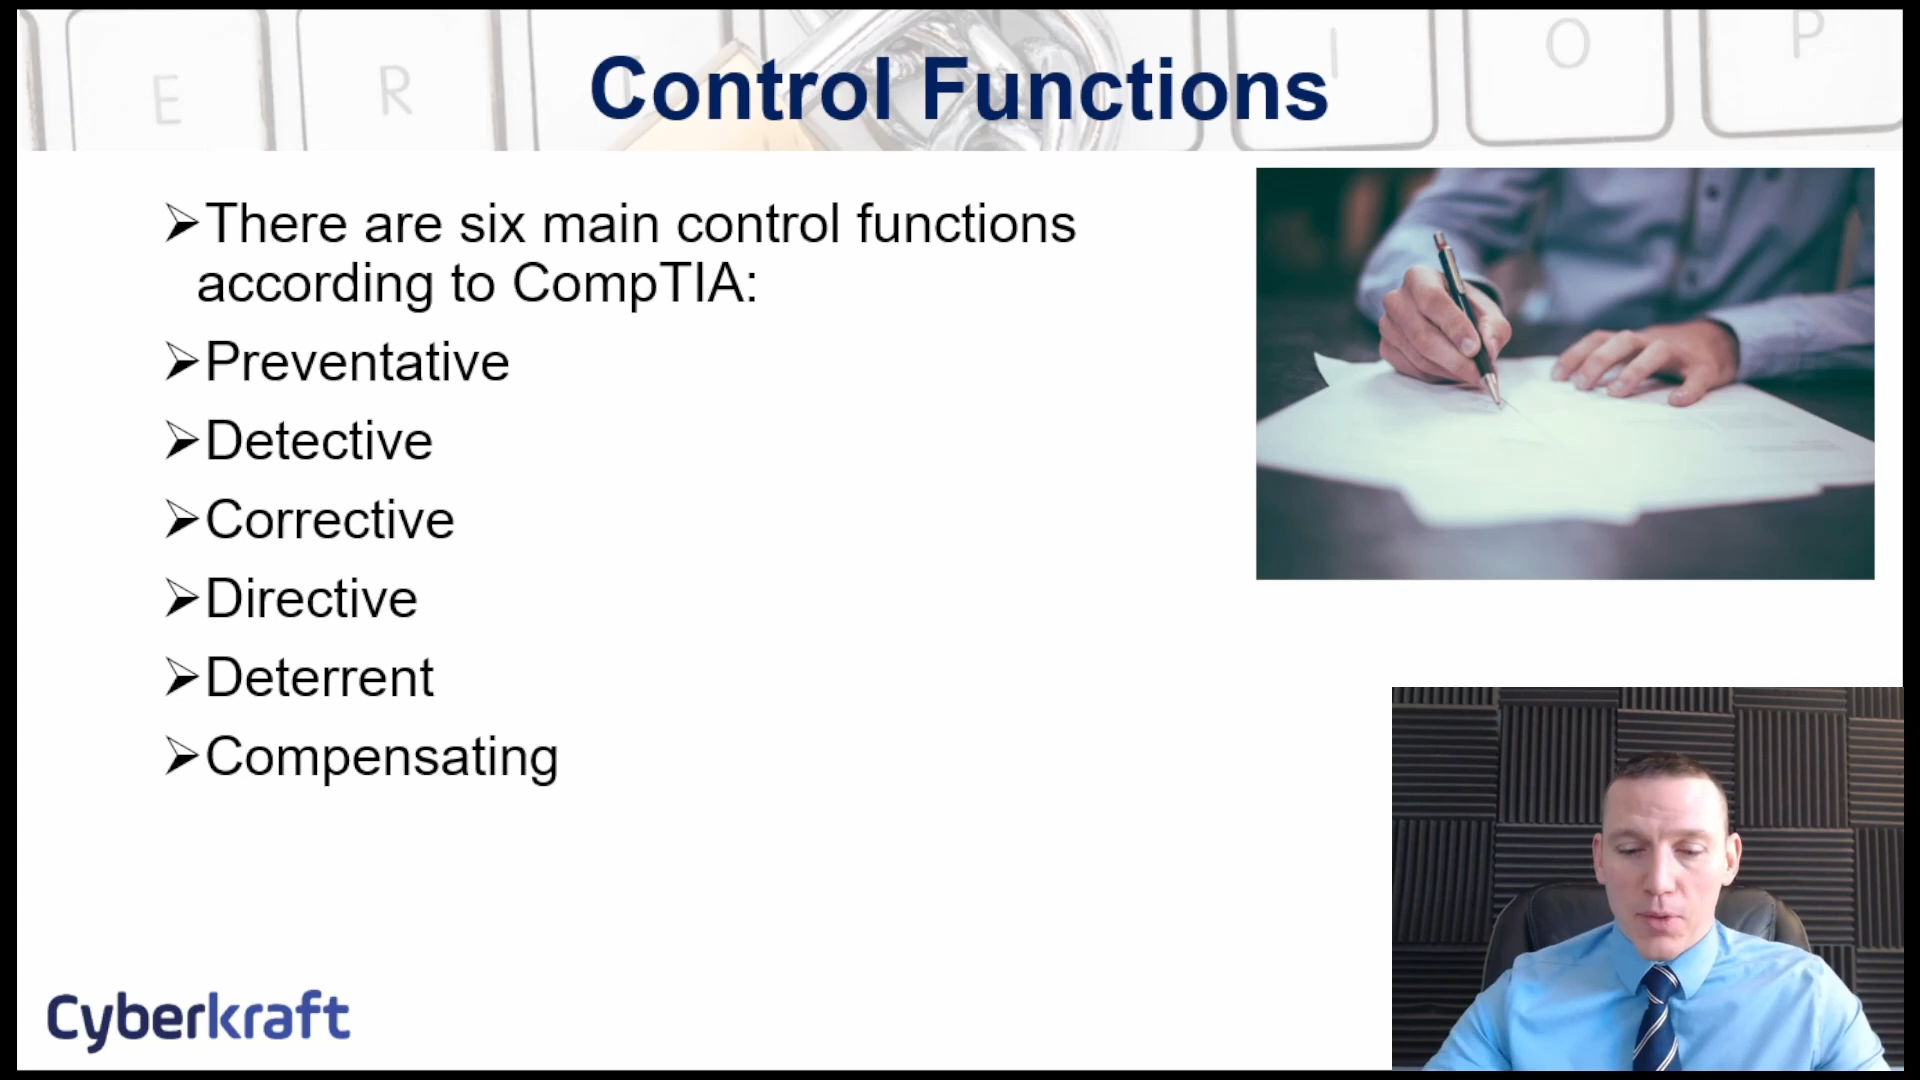 E R I O P
Control Functions
➢There are six main control functions
according to CompTIA:
➢Preventative
➢Detective
➢Corrective
➢Directive
➢Deterrent
➢Compensating
Cyberkraft